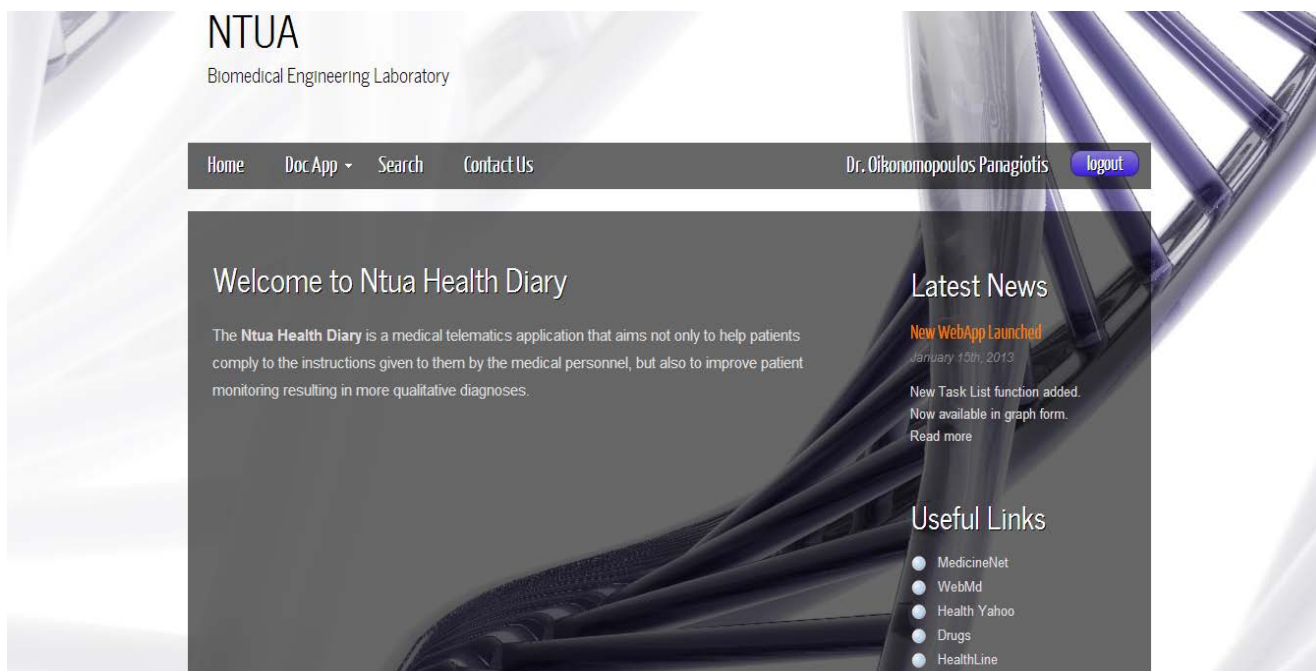 NTUA
Biomedical Engineering Laboratory
Home Doc App Search Contact Us Dr. Oikonomopoulos Panagiotis logout
Welcome to Ntua Health Diary
The Ntua Health Diary is a medical telematics application that aims not only to help patients
comply to the instructions given to them by the medical personnel, but also to improve patient
monitoring resulting in more qualitative diagnoses.
Latest News
New WebApp Launched
January 15th, 2013
New Task List function added.
Now available in graph form.
Read more
Useful Links
MedicineNet
WebMd
Health Yahoo
Drugs
HealthLine